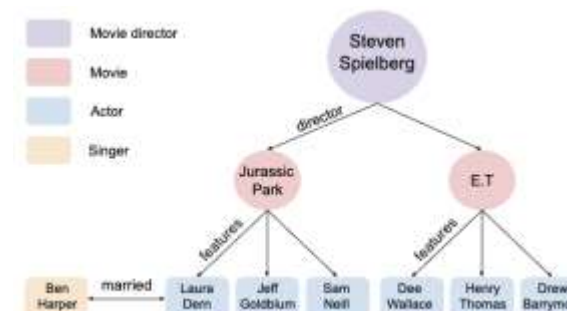 Movie director
Movie
Actor
Singer
Steven
Spielberg
director
Jurassic
Park
E.T
features
features
married
Ben
Harper
Laura
Dern
Jeff
Goldblum
Sam
Neill
Dee
Wallace
Henry
Thomas
Drew